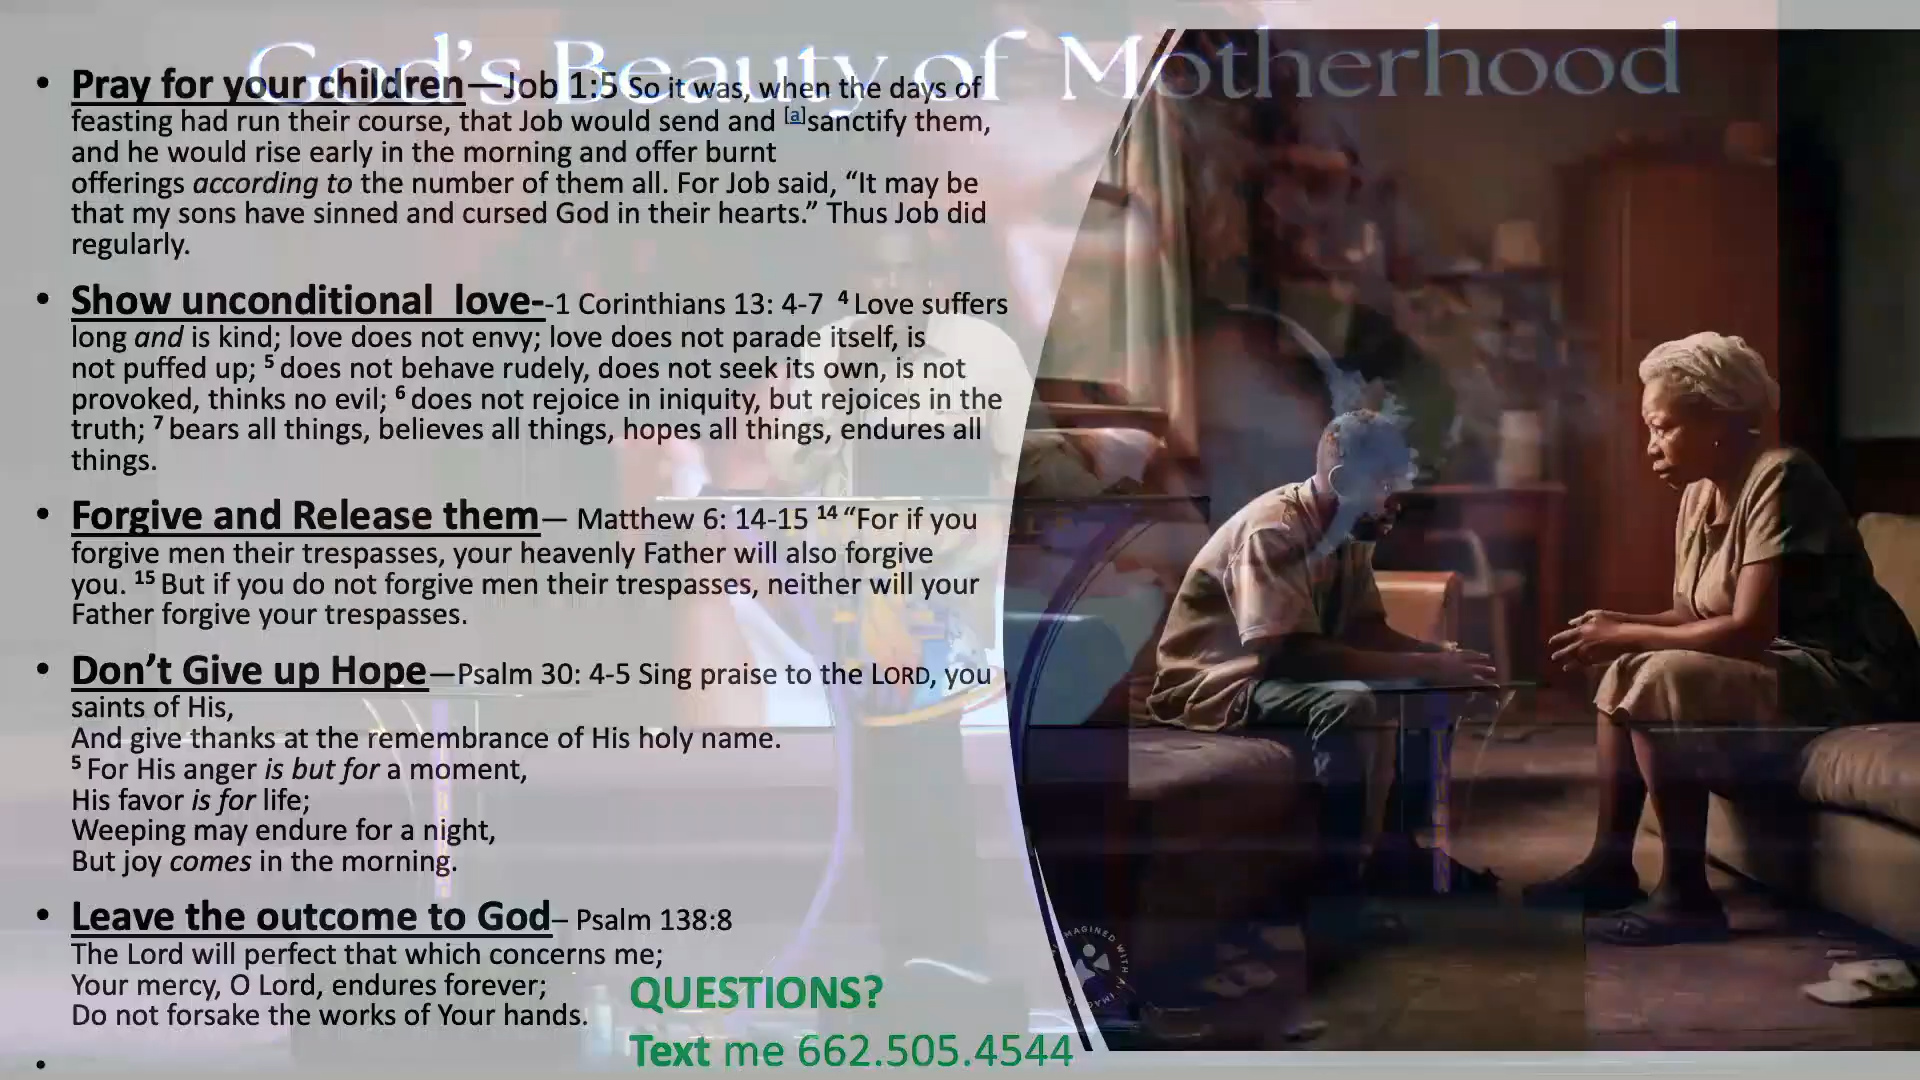 God's Beauty of Motherhood
• Pray for your children—Job 1:5 So it was, when the days of
feasting had run their course, that Job would send and [a]sanctify them,
and he would rise early in the morning and offer burnt
offerings according to the number of them all. For Job said, “It may be
that my sons have sinned and cursed God in their hearts.” Thus Job did
regularly.
• Show unconditional  love--1 Corinthians 13: 4-7  4 Love suffers
long and is kind; love does not envy; love does not parade itself, is
not puffed up; 5 does not behave rudely, does not seek its own, is not
provoked, thinks no evil; 6 does not rejoice in iniquity, but rejoices in the
truth; 7 bears all things, believes all things, hopes all things, endures all
things.
• Forgive and Release them— Matthew 6: 14-15 14 “For if you
forgive men their trespasses, your heavenly Father will also forgive
you. 15 But if you do not forgive men their trespasses, neither will your
Father forgive your trespasses.
• Don’t Give up Hope—Psalm 30: 4-5 Sing praise to the LORD, you
saints of His,
And give thanks at the remembrance of His holy name.
5 For His anger is but for a moment,
His favor is for life;
Weeping may endure for a night,
But joy comes in the morning.
• Leave the outcome to God– Psalm 138:8
The Lord will perfect that which concerns me;
Your mercy, O Lord, endures forever;
Do not forsake the works of Your hands.
•
QUESTIONS?
Text me 662.505.4544
IMAGINED WITH AI